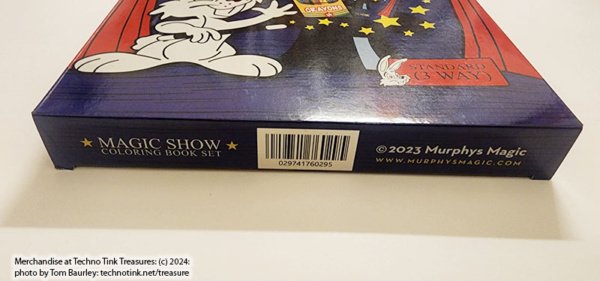 CRAYONS
STANDARD
(3 WAY)
★ MAGIC SHOW ★
COLORING BOOK SET
029741760295
©2023 Murphys Magic
WWW.MURPHYSMAGIC.COM
Merchandise at Techno Tink Treasures: (c) 2024:
photo by Tom Baurley: technotink.net/treasure